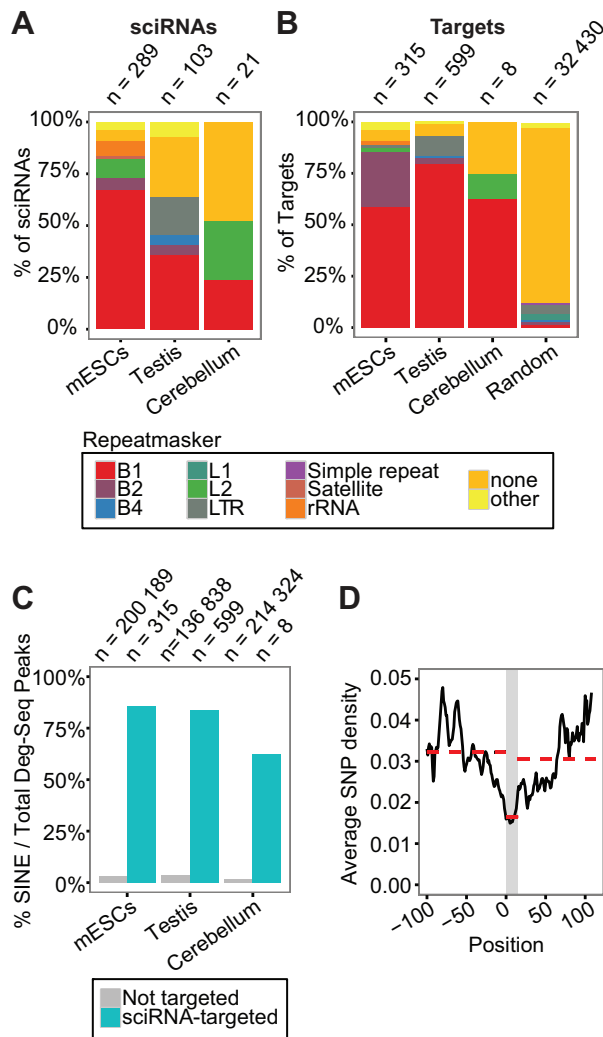 A
sciRNAs
n = 289
n = 103
n = 21
100%
75%
50%
25%
0%
% of sciRNAs
mESCs
Testis
Cerebellum
B
Targets
n = 315
n = 599
n = 8
n = 32 430
100%
75%
50%
25%
0%
% of Targets
mESCs
Testis
Cerebellum
Random
Repeatmasker
B1
B2
B4
L1
L2
LTR
Simple repeat
Satellite
rRNA
none
other
C
n = 200 189
n = 315
n=136 838
n = 599
n = 214 324
n = 8
100%
75%
50%
25%
0%
% SINE / Total Deg-Seq Peaks
mESCs
Testis
Cerebellum
Not targeted
sciRNA-targeted
D
0.05
0.04
0.03
0.02
0.01
0.00
Average SNP density
−100
−50
0
50
100
Position